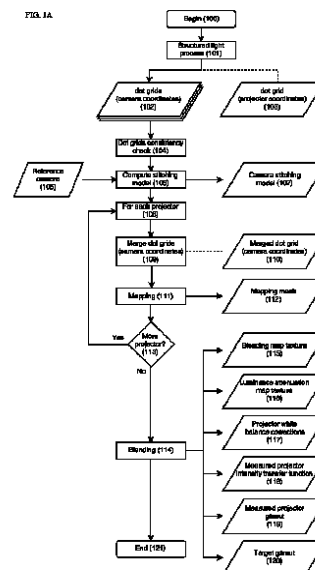 FIG. 1A
Begin (100)
Structured light
process (101)
dot grids
(camera coordinates)
(102)
dot grid
(projector coordinates)
(103)
Dot grids consistency
check (104)
Reference
camera
(105)
Compute stitching
model (106)
Camera stitching
model (107)
For each projector
(108)
Merge dot grids
(camera coordinates)
(109)
Merged dot grid
(camera coordinates)
(110)
Mapping (111)
Mapping mesh
(112)
Yes
More
projector?
(113)
No
Blending map texture
(115)
Luminance attenuation
map texture
(116)
Projector white
balance corrections
(117)
Blending (114)
Measured projector
intensity transfer function
(118)
Measured projector
gamut
(119)
End (121)
Target gamut
(120)